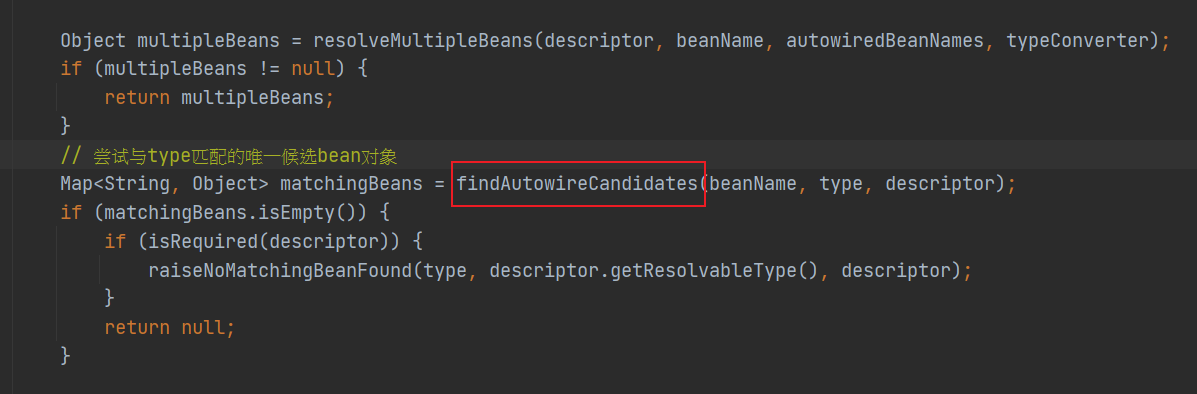 Object multipleBeans = resolveMultipleBeans(descriptor, beanName, autowiredBeanNames, typeConverter);
if (multipleBeans != null) {
return multipleBeans;
}
// 尝试与type匹配的唯一候选bean对象
Map<String, Object> matchingBeans = findAutowireCandidates(beanName, type, descriptor);
if (matchingBeans.isEmpty()) {
if (isRequired(descriptor)) {
raiseNoMatchingBeanFound(type, descriptor.getResolvableType(), descriptor);
}
return null;
}